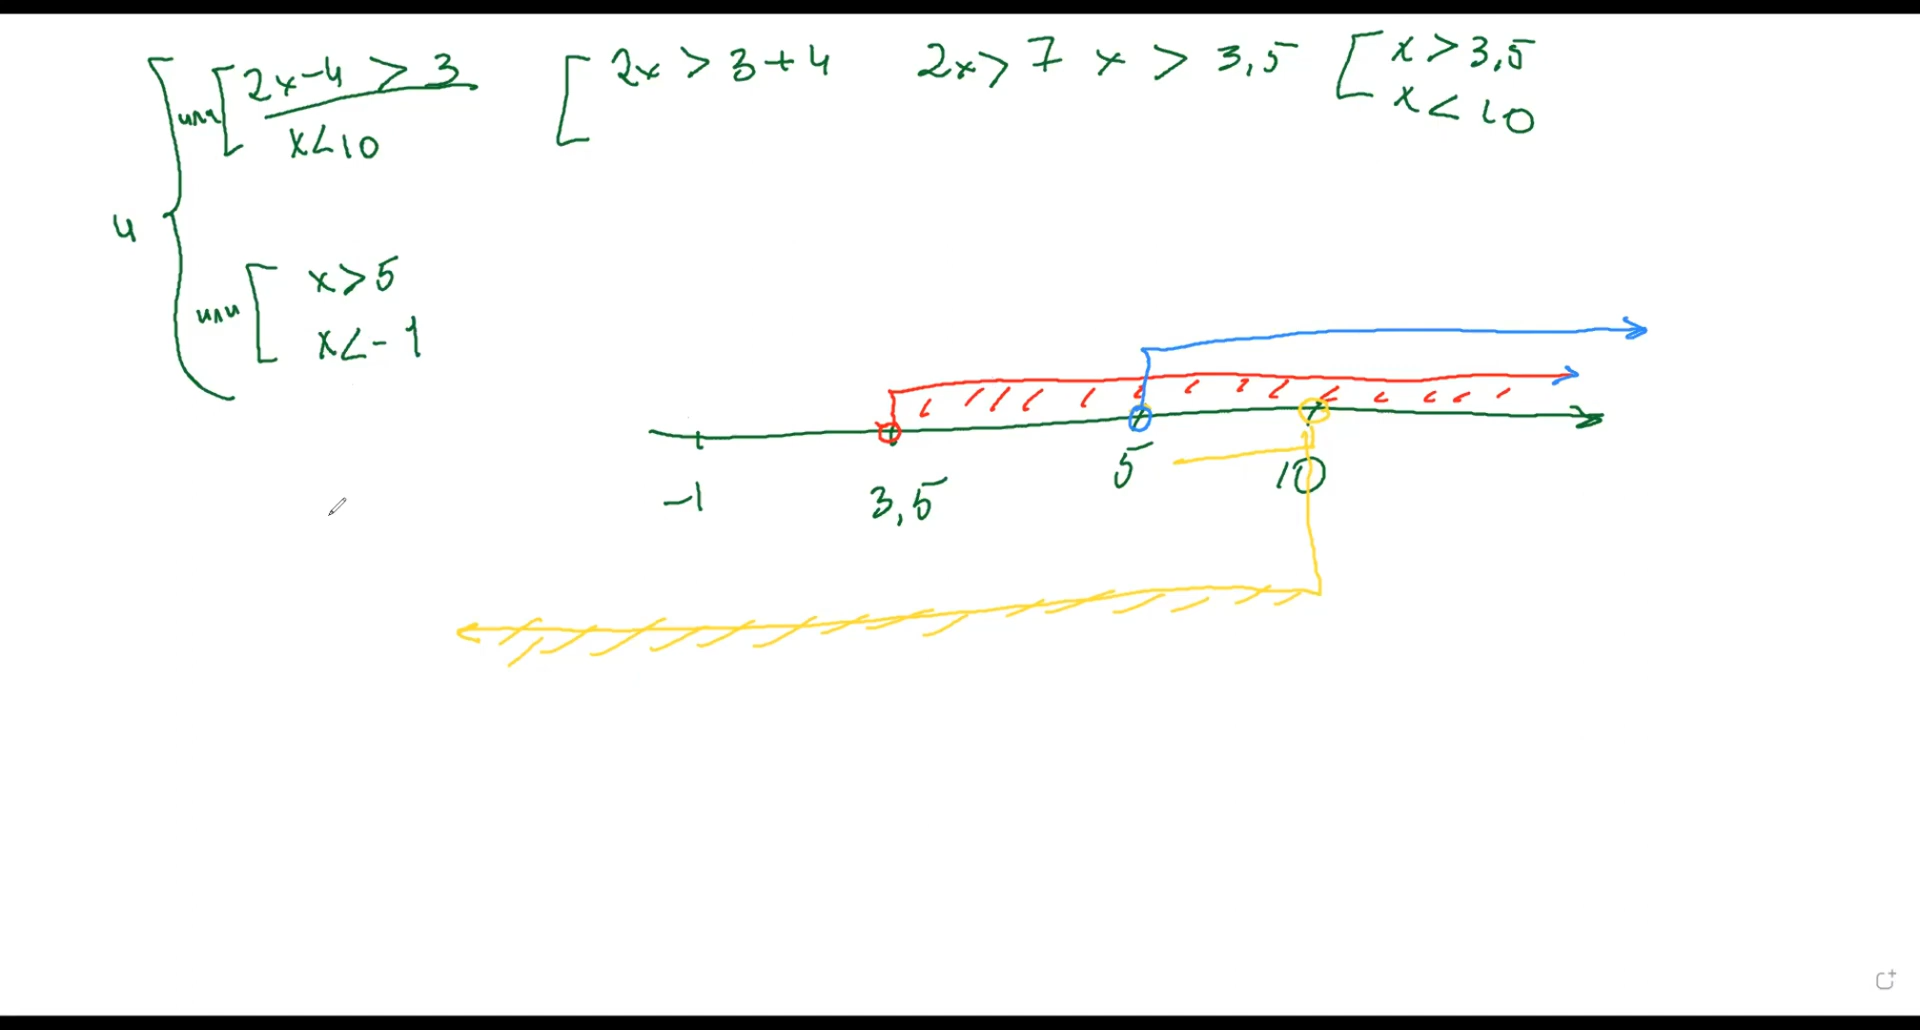 или [ 2x-4 > 3 [ 2x > 3+4 2x > 7 x > 3,5 [ x > 3,5
x < 10 x < 10
и {
или [ x > 5
x < -1
-1 3,5 5 10